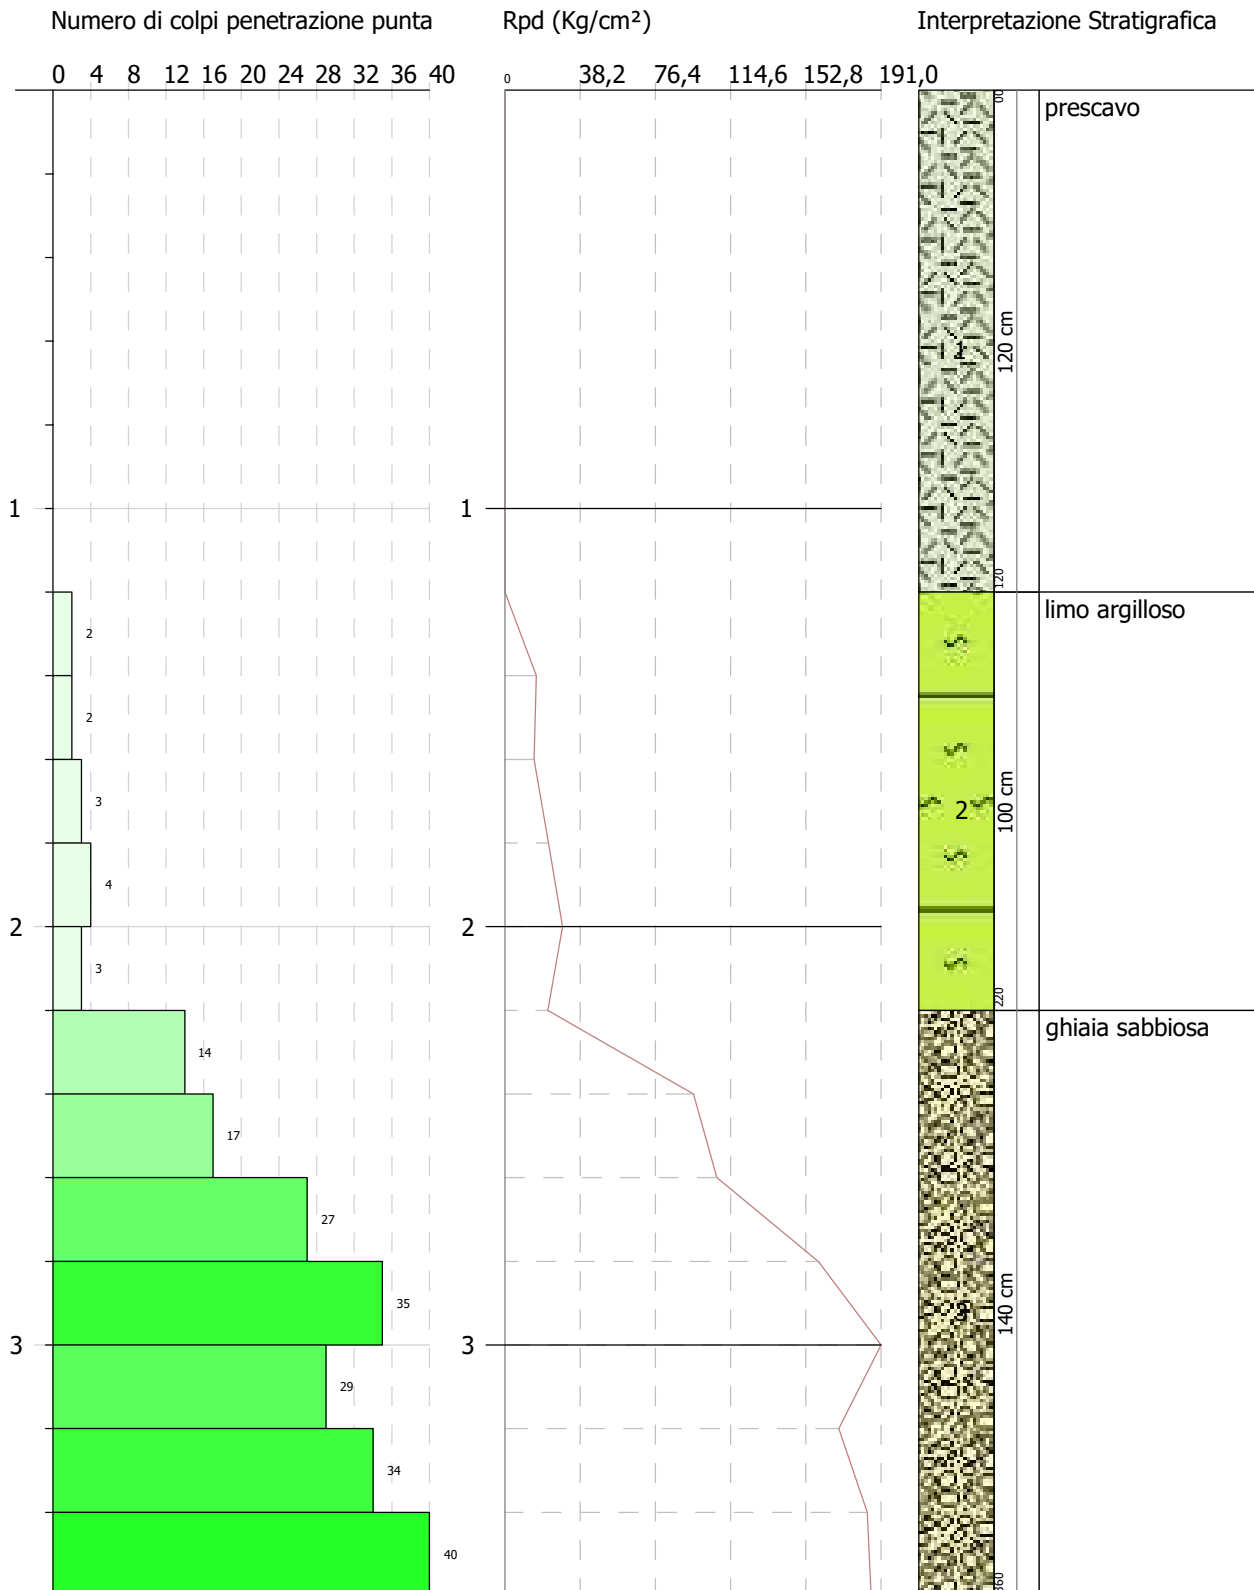 Numero di colpi penetrazione punta
Rpd (Kg/cm²)
Interpretazione Stratigrafica
0 4 8 12 16 20 24 28 32 36 40
0 38,2 76,4 114,6 152,8 191,0
00
prescavo
1
120 cm
1
1
120
limo argilloso
2
2
3
2
100 cm
4
2
2
3
220
ghiaia sabbiosa
14
17
27
35
3
140 cm
3
3
29
34
40
360